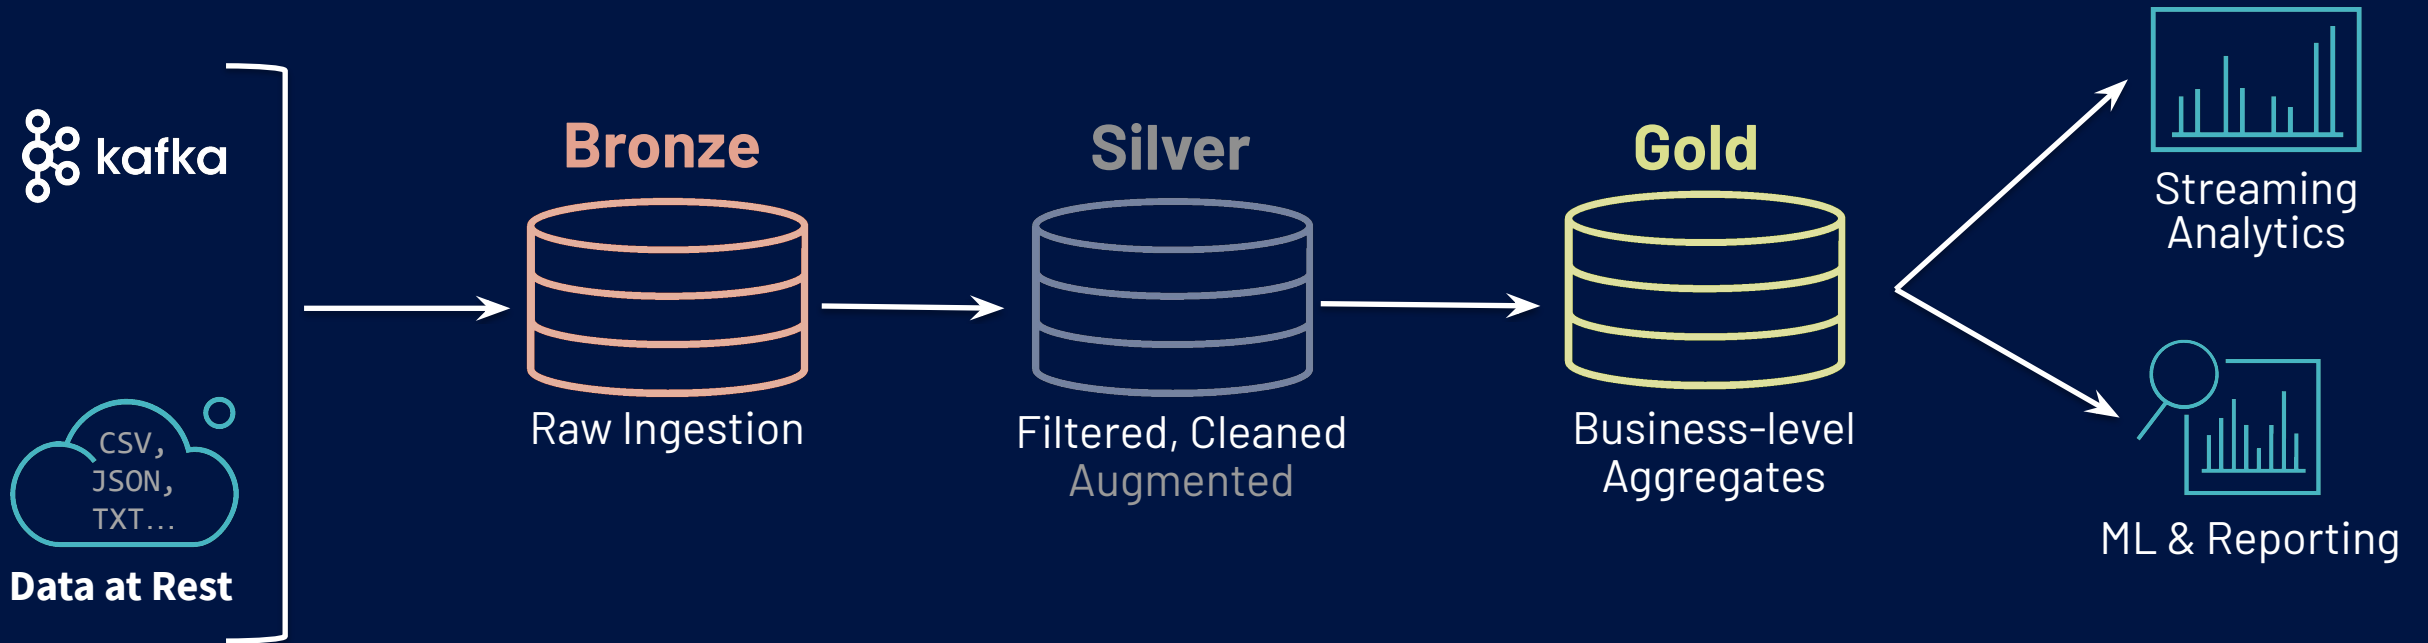 kafka
CSV,
JSON,
TXT...
Data at Rest
Bronze
Raw Ingestion
Silver
Filtered, Cleaned
Augmented
Gold
Business-level
Aggregates
Streaming
Analytics
ML & Reporting